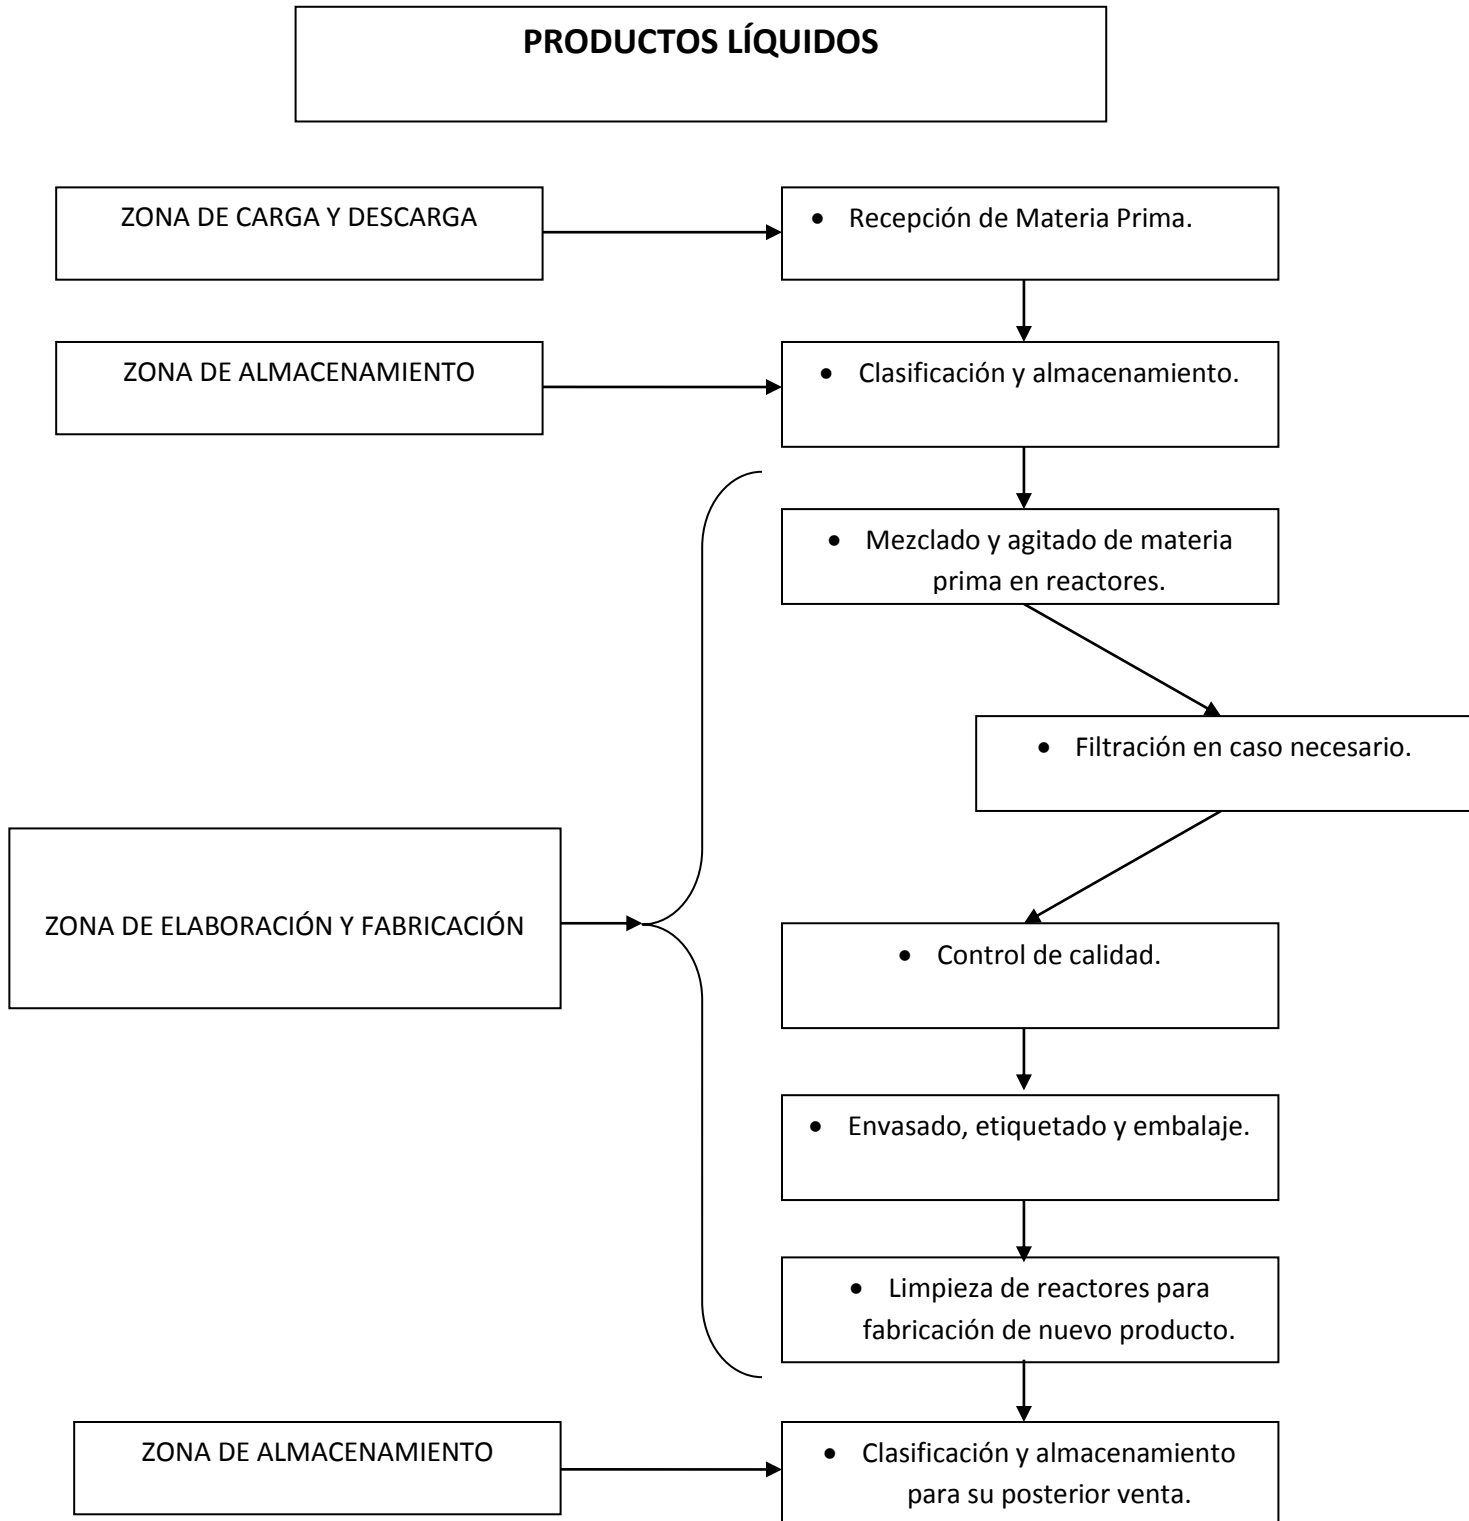 PRODUCTOS LÍQUIDOS
ZONA DE CARGA Y DESCARGA
• Recepción de Materia Prima.
ZONA DE ALMACENAMIENTO
• Clasificación y almacenamiento.
• Mezclado y agitado de materia
prima en reactores.
• Filtración en caso necesario.
ZONA DE ELABORACIÓN Y FABRICACIÓN
• Control de calidad.
• Envasado, etiquetado y embalaje.
• Limpieza de reactores para
fabricación de nuevo producto.
ZONA DE ALMACENAMIENTO
• Clasificación y almacenamiento
para su posterior venta.